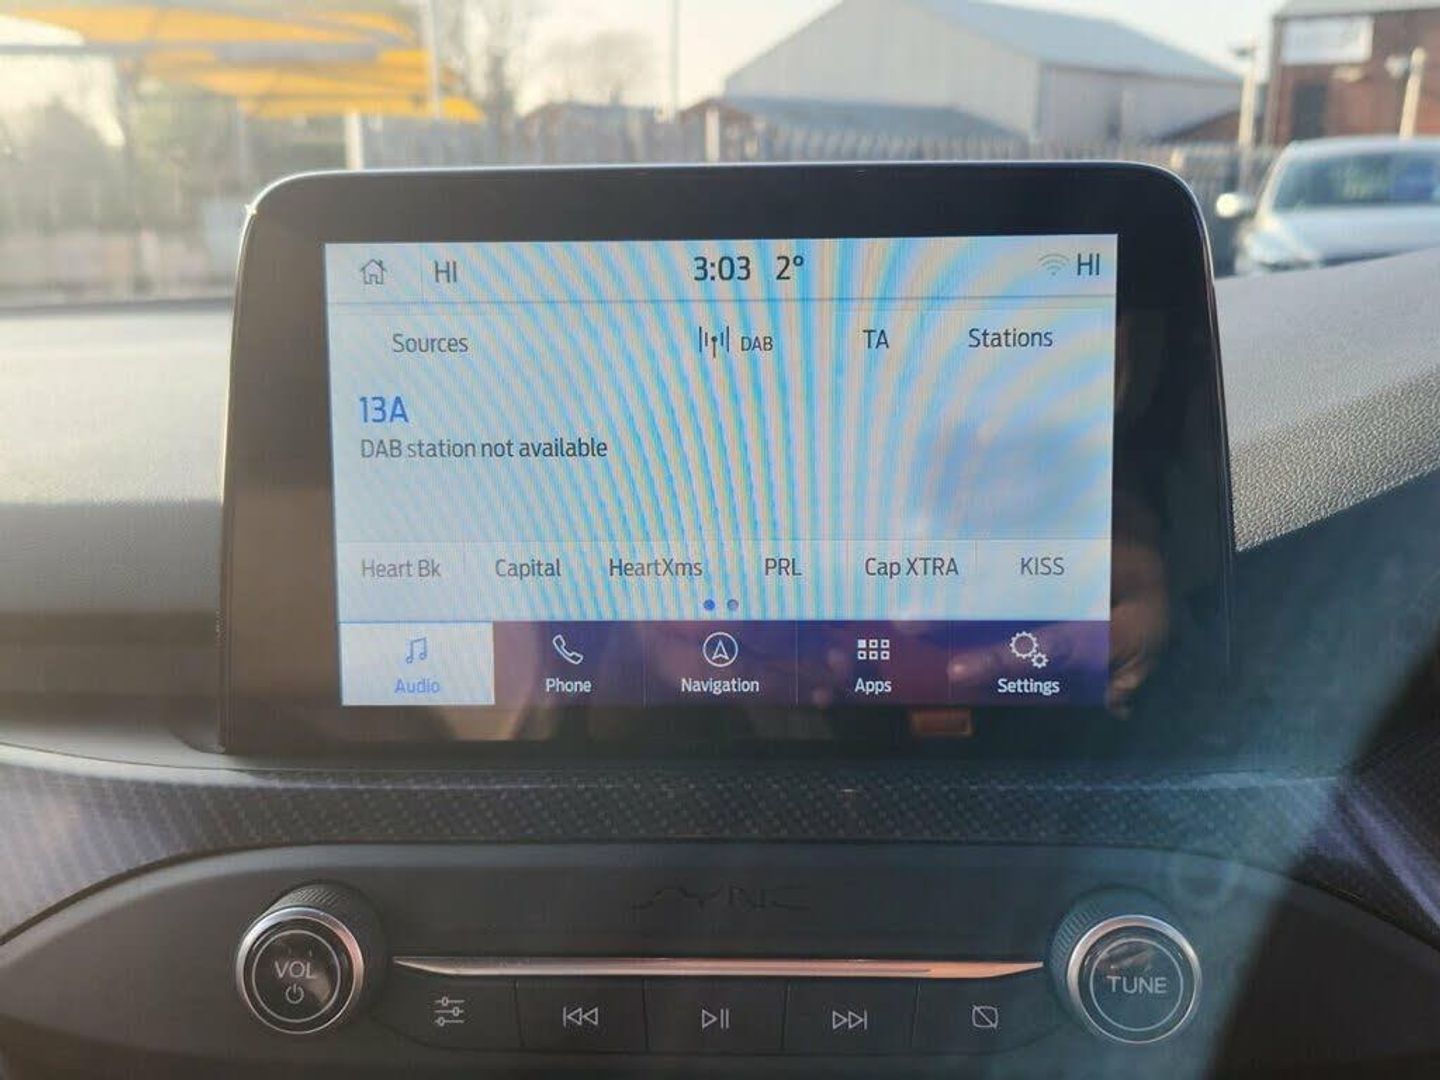 HI 3:03 2° HI
Sources DAB TA Stations
13A
DAB station not available
Heart Bk Capital HeartXms PRL Cap XTRA KISS
Audio Phone Navigation Apps Settings
SYNC
VOL TUNE